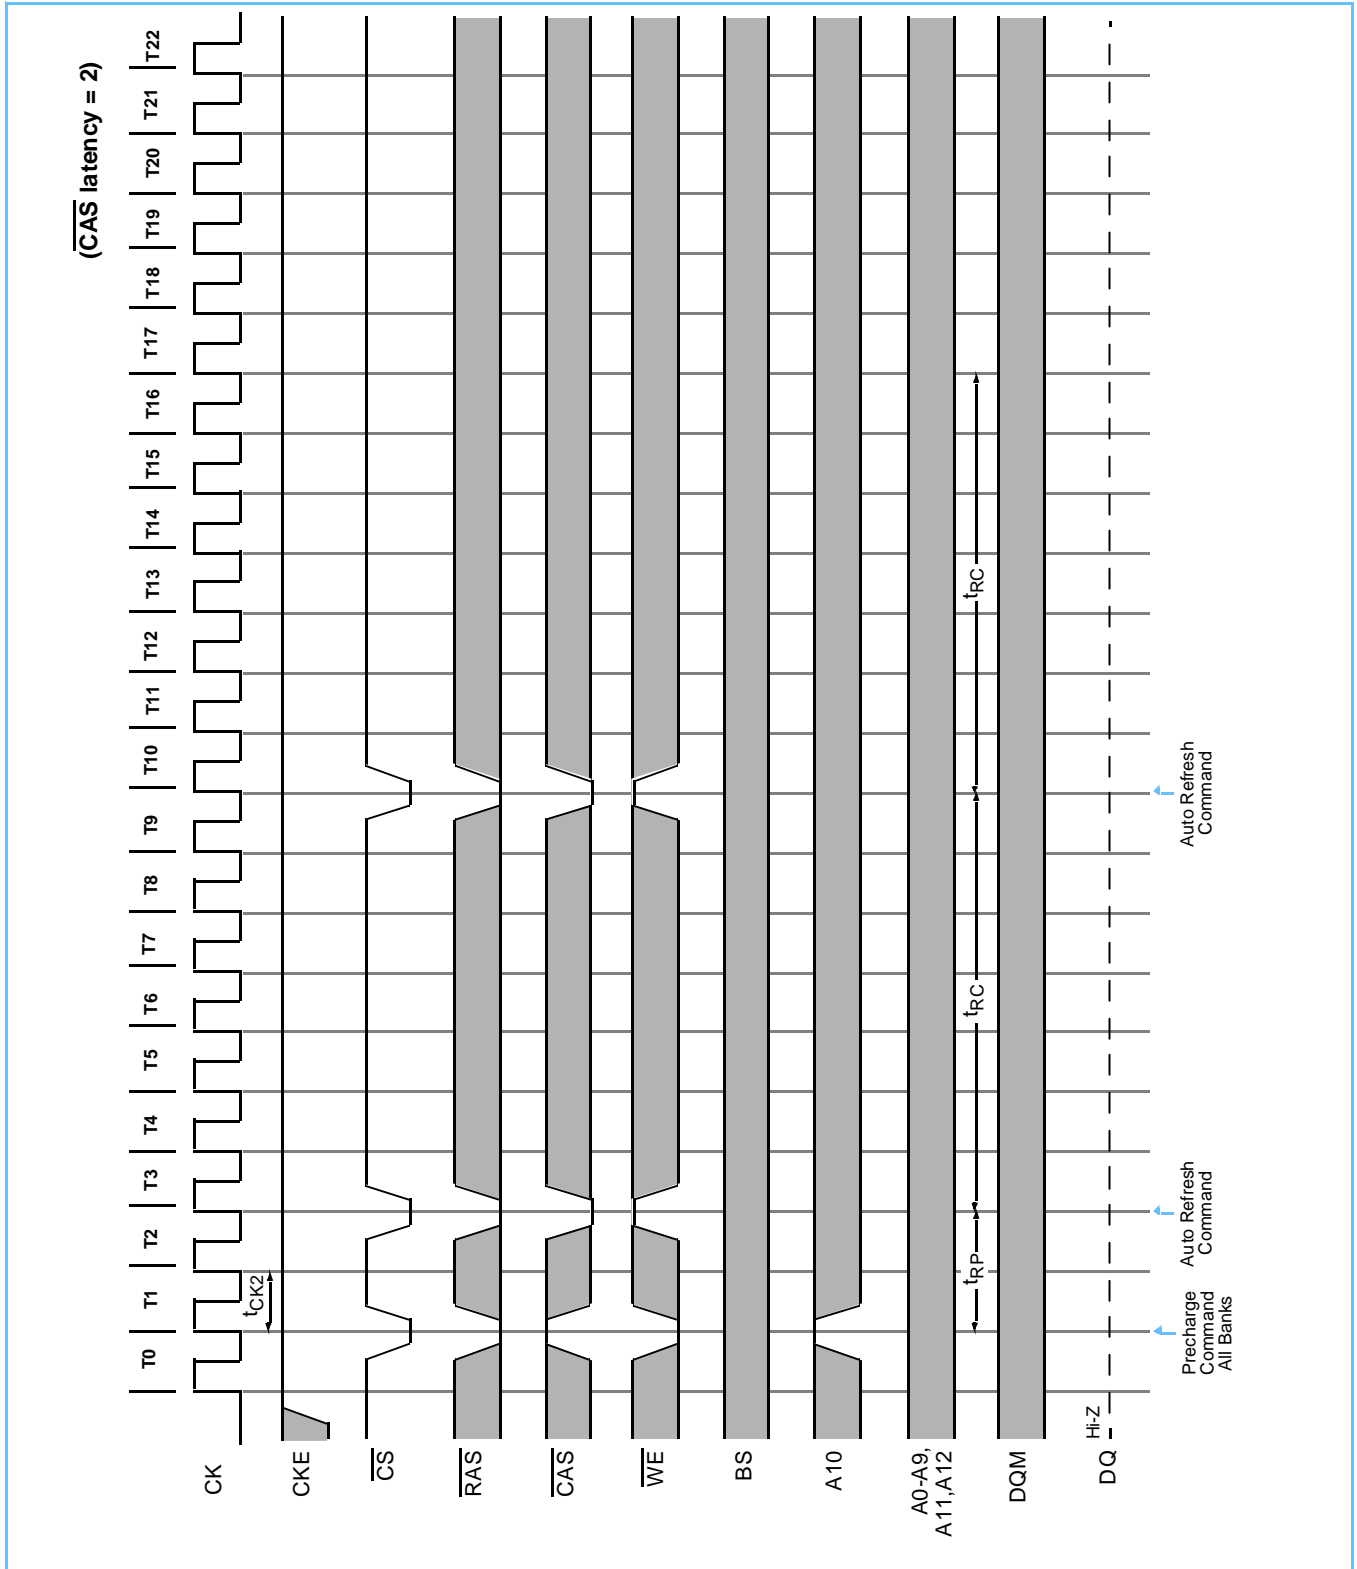 (CAS latency = 2)
T0 T1 T2 T3 T4 T5 T6 T7 T8 T9 T10 T11 T12 T13 T14 T15 T16 T17 T18 T19 T20 T21 T22
CK
tCK2
CKE
CS
RAS
CAS
WE
BS
A10
A0-A9,
A11,A12
tRP
tRC
tRC
DQM
Hi-Z
DQ
Precharge
Command
All Banks
Auto Refresh
Command
Auto Refresh
Command